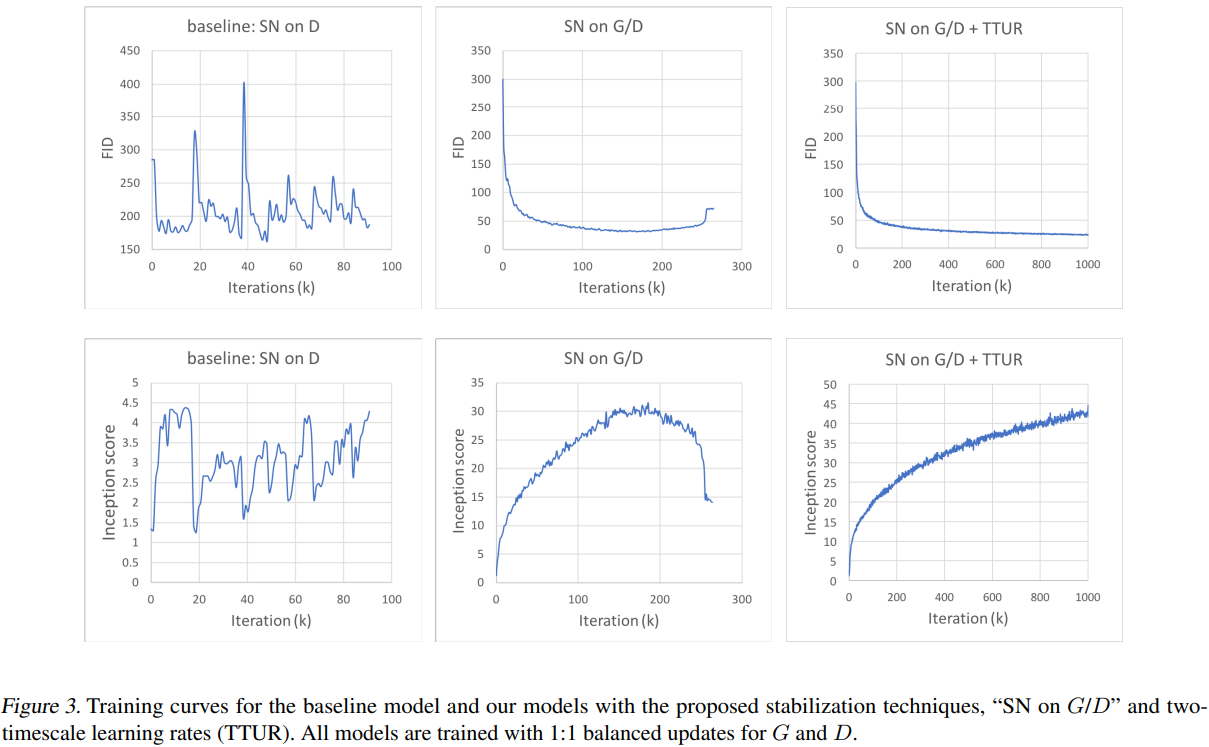 baseline: SN on D
450
400
350
300
250
200
150
FID
0 20 40 60 80 100
Iterations (k)
SN on G/D
350
300
250
200
150
100
50
0
FID
0 100 200 300
Iterations (k)
SN on G/D + TTUR
350
300
250
200
150
100
50
0
FID
0 200 400 600 800 1000
Iteration (k)
baseline: SN on D
5
4.5
4
3.5
3
2.5
2
1.5
1
0.5
0
Inception score
0 20 40 60 80 100
Iteration (k)
SN on G/D
35
30
25
20
15
10
5
0
Inception score
0 100 200 300
Iteration (k)
SN on G/D + TTUR
50
45
40
35
30
25
20
15
10
5
0
Inception score
0 200 400 600 800 1000
Iteration (k)
Figure 3. Training curves for the baseline model and our models with the proposed stabilization techniques, “SN on G/D” and two-
timescale learning rates (TTUR). All models are trained with 1:1 balanced updates for G and D.